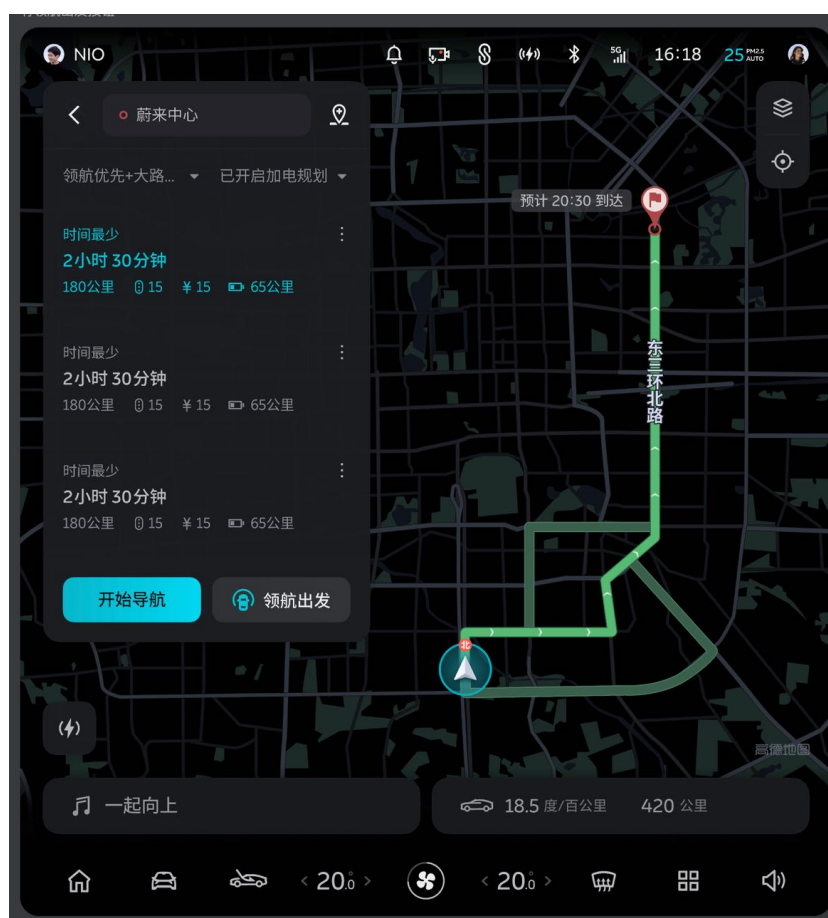 NIO
5G
16:18
25 PM2.5 AUTO
蔚来中心
领航优先+大路...
已开启加电规划
预计 20:30 到达
时间最少
2小时30分钟
180公里 15 ¥15 65公里
时间最少
2小时30分钟
180公里 15 ¥15 65公里
时间最少
2小时30分钟
180公里 15 ¥15 65公里
开始导航
领航出发
东三环北路
北
高德地图
一起向上
18.5 度/百公里 420 公里
< 20.0 >
< 20.0 >